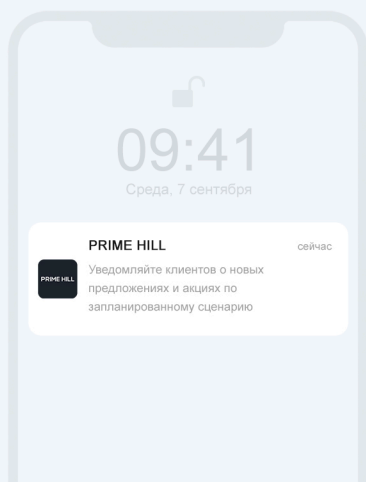 09:41
Среда, 7 сентября
PRIME HILL
сейчас
PRIME HILL
Уведомляйте клиентов о новых
предложениях и акциях по
запланированному сценарию